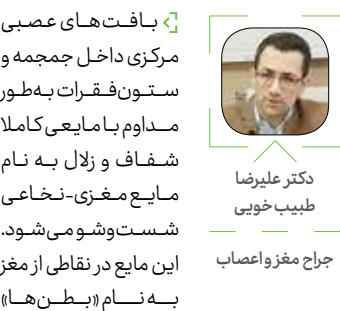 بافت‌های عصبی
مرکزی داخل جمجمه و
ستون‌فقرات به‌طور
مداوم با مایعی کاملا
شفاف و زلال به نام
مایع مغزی-نخاعی
شست‌وشو می‌شود.
این مایع در نقاطی از مغز
به نام «بطن‌ها»
دکتر علیرضا
طبیب‌خویی
جراح مغز و اعصاب